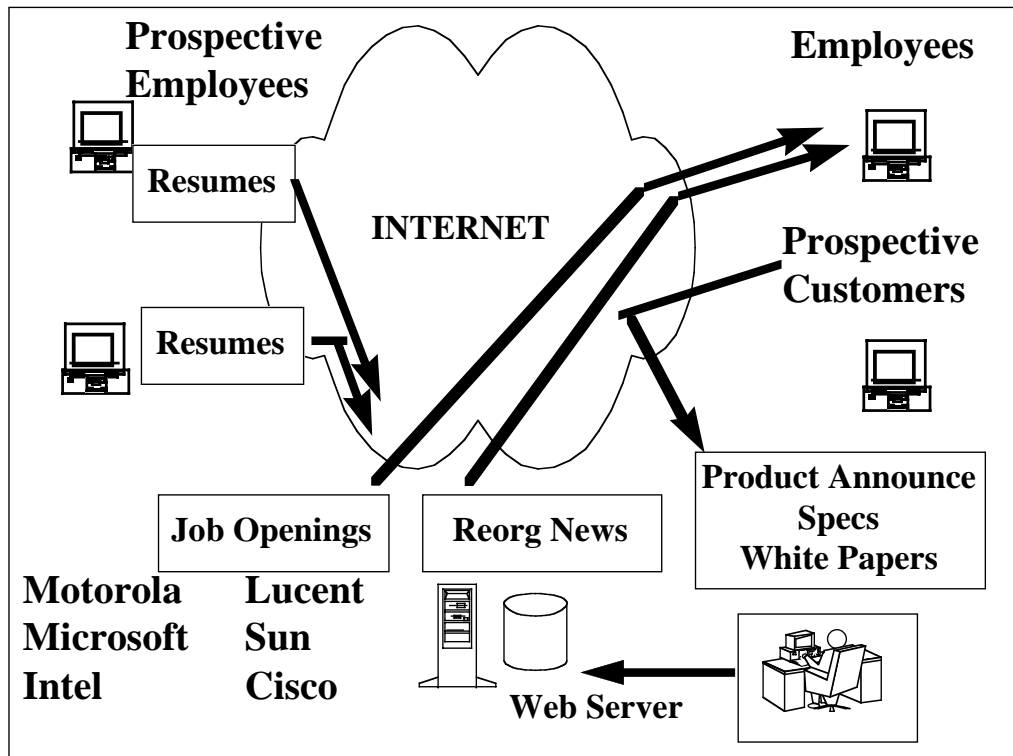 Prospective
Employees
Employees
Resumes
INTERNET
Prospective
Customers
Resumes
Product Announce
Specs
White Papers
Job Openings
Reorg News
Motorola
Lucent
Microsoft
Sun
Intel
Cisco
Web Server